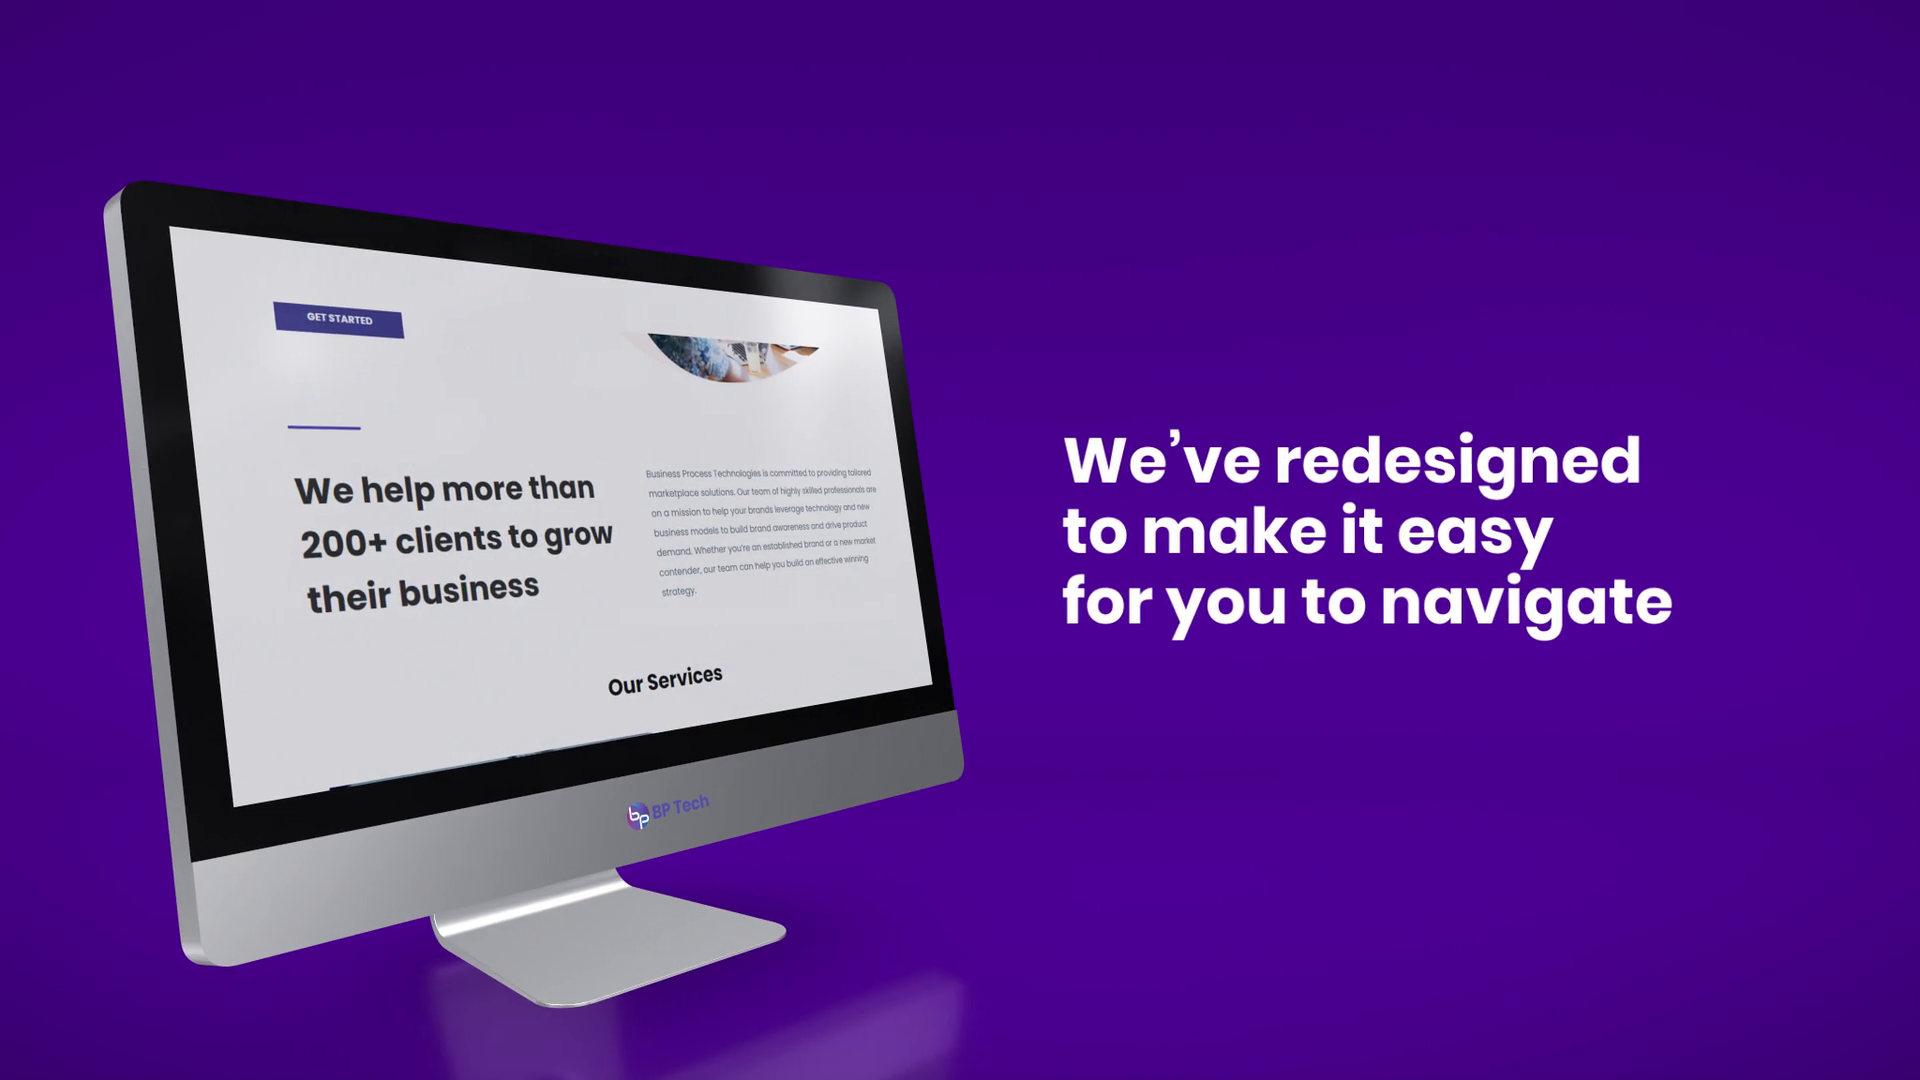 GET STARTED
We help more than
200+ clients to grow
their business
Business Process Technologies is committed to providing tailored
marketplace solutions. Our team of highly skilled professionals are
on a mission to help your brands leverage technology and new
business models to build brand awareness and drive product
demand. Whether you're an established brand or a new market
contender, our team can help you build an effective winning
strategy.
Our Services
bp BP Tech
We've redesigned
to make it easy
for you to navigate